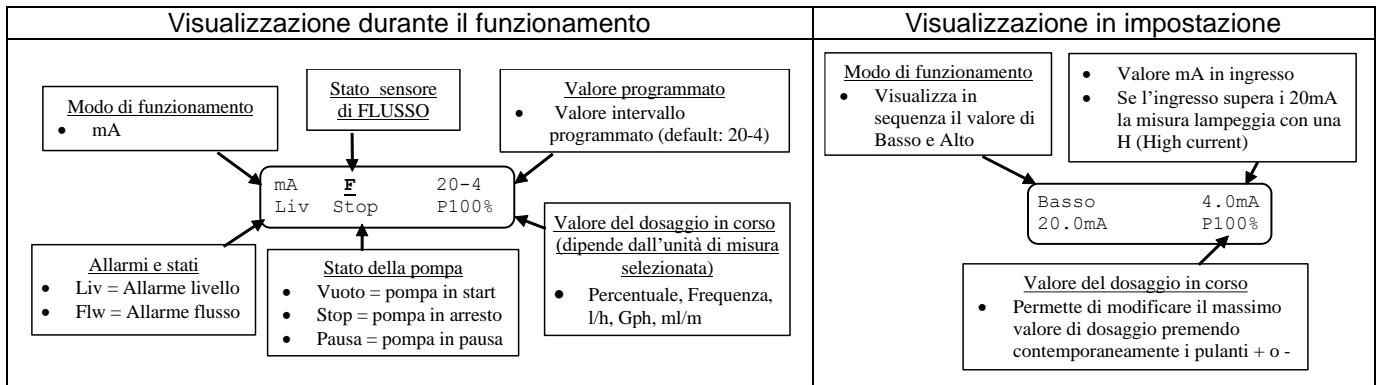 Visualizzazione durante il funzionamento
Visualizzazione in impostazione
Modo di funzionamento
• mA
Stato sensore
di FLUSSO
Valore programmato
• Valore intervallo
programmato (default: 20-4)
mA F 20-4
Liv Stop P100%
Allarmi e stati
• Liv = Allarme livello
• Flw = Allarme flusso
Stato della pompa
• Vuoto = pompa in start
• Stop = pompa in arresto
• Pausa = pompa in pausa
Valore del dosaggio in corso
(dipende dall'unità di misura
selezionata)
• Percentuale, Frequenza,
l/h, Gph, ml/m
Modo di funzionamento
• Visualizza in
sequenza il valore di
Basso e Alto
• Valore mA in ingresso
• Se l'ingresso supera i 20mA
la misura lampeggia con una
H (High current)
Basso 4.0mA
20.0mA P100%
Valore del dosaggio in corso
• Permette di modificare il massimo
valore di dosaggio premendo
contemporaneamente i pulanti + o -